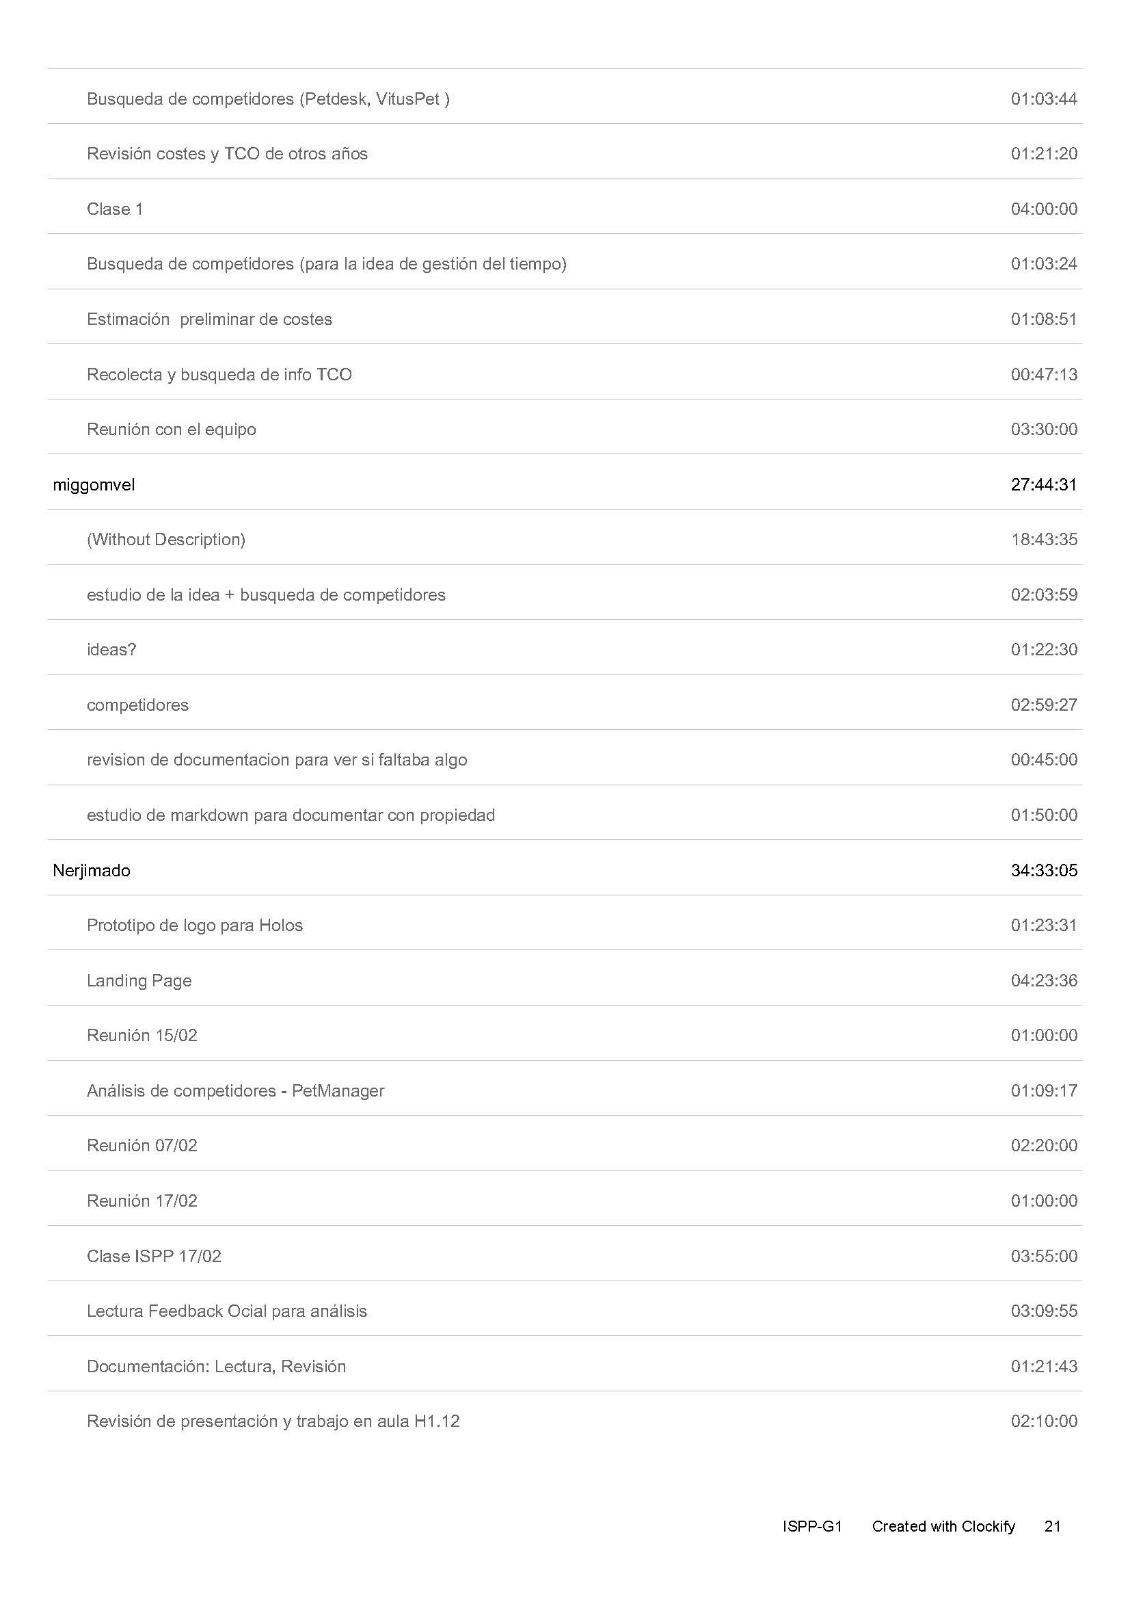 Busqueda de competidores (Petdesk, VitusPet ) 01:03:44
Revisión costes y TCO de otros años 01:21:20
Clase 1 04:00:00
Busqueda de competidores (para la idea de gestión del tiempo) 01:03:24
Estimación  preliminar de costes 01:08:51
Recolecta y busqueda de info TCO 00:47:13
Reunión con el equipo 03:30:00
miggomvel 27:44:31
(Without Description) 18:43:35
estudio de la idea + busqueda de competidores 02:03:59
ideas? 01:22:30
competidores 02:59:27
revision de documentacion para ver si faltaba algo 00:45:00
estudio de markdown para documentar con propiedad 01:50:00
Nerjimado 34:33:05
Prototipo de logo para Holos 01:23:31
Landing Page 04:23:36
Reunión 15/02 01:00:00
Análisis de competidores - PetManager 01:09:17
Reunión 07/02 02:20:00
Reunión 17/02 01:00:00
Clase ISPP 17/02 03:55:00
Lectura Feedback Ocial para análisis 03:09:55
Documentación: Lectura, Revisión 01:21:43
Revisión de presentación y trabajo en aula H1.12 02:10:00
ISPP-G1 Created with Clockify 21